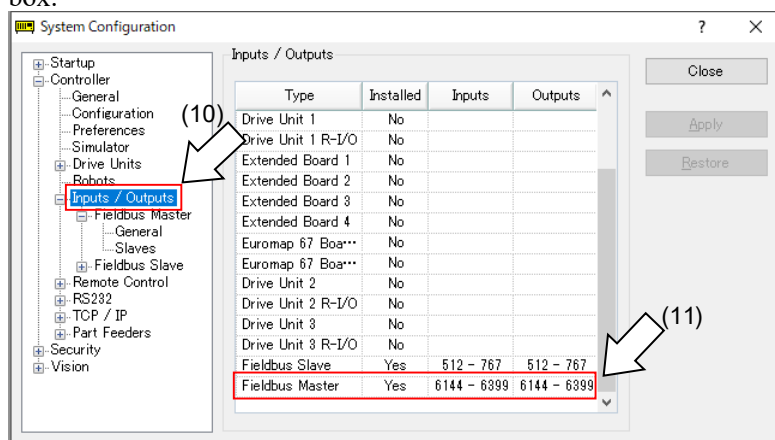 box.
System Configuration ? ×
Startup
Controller
General
Configuration
Preferences
Simulator
Drive Units
Robots
Inputs / Outputs
Fieldbus Master
General
Slaves
Fieldbus Slave
Remote Control
RS232
TCP / IP
Part Feeders
Security
Vision
(10)
Inputs / Outputs
Type Installed Inputs Outputs
Drive Unit 1 No
Drive Unit 1 R-I/O No
Extended Board 1 No
Extended Board 2 No
Extended Board 3 No
Extended Board 4 No
Euromap 67 Boa… No
Euromap 67 Boa… No
Drive Unit 2 No
Drive Unit 2 R-I/O No
Drive Unit 3 No
Drive Unit 3 R-I/O No
Fieldbus Slave Yes 512 - 767 512 - 767
Fieldbus Master Yes 6144 - 6399 6144 - 6399
(11)
Close
Apply
Restore